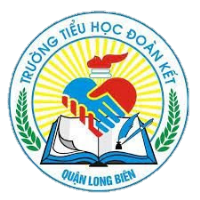 TRƯỜNG TIỂU HỌC ĐOÀN KẾT
QUẬN LONG BIÊN